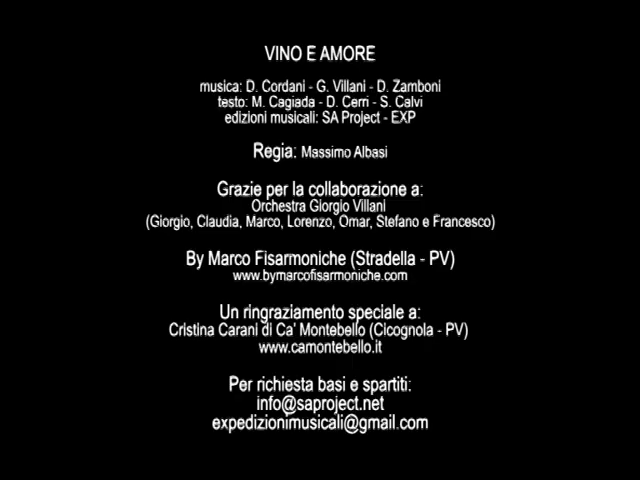 VINO E AMORE
musica: D. Cordani - G. Villani - D. Zamboni
testo: M. Cagiada - D. Cerri - S. Calvi
edizioni musicali: SA Project - EXP
Regia: Massimo Albasi
Grazie per la collaborazione a:
Orchestra Giorgio Villani
(Giorgio, Claudia, Marco, Lorenzo, Omar, Stefano e Francesco)
By Marco Fisarmoniche (Stradella - PV)
www.bymarcofisarmoniche.com
Un ringraziamento speciale a:
Cristina Carani di Ca' Montebello (Cicognola - PV)
www.camontebello.it
Per richiesta basi e spartiti:
info@saproject.net
expedizionimusicali@gmail.com